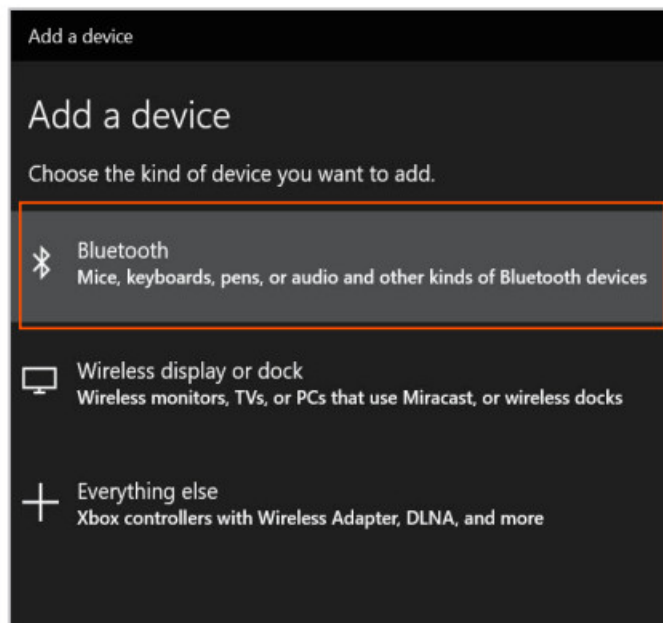 Add a device
Add a device
Choose the kind of device you want to add.
Bluetooth
Mice, keyboards, pens, or audio and other kinds of Bluetooth devices
Wireless display or dock
Wireless monitors, TVs, or PCs that use Miracast, or wireless docks
Everything else
Xbox controllers with Wireless Adapter, DLNA, and more